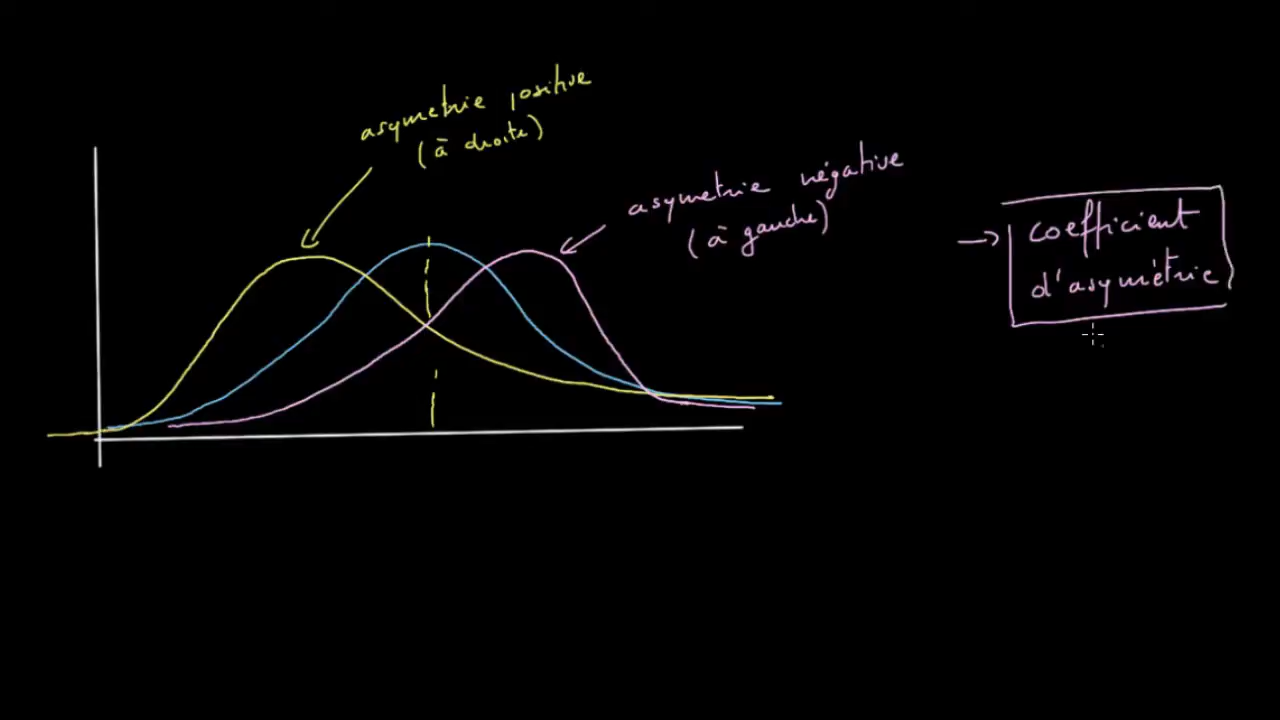 asymetrie positive
(à droite)
asymetrie négative
(à gauche)
coefficient
d'asymétrie